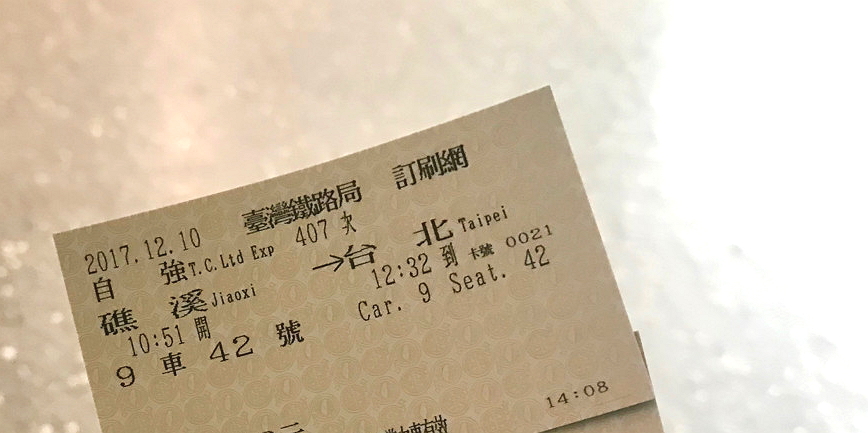 臺灣鐵路局 訂刷網
2017.12.10
自強 T.C.Ltd Exp 407 次
礁溪 Jiaoxi → 台北 Taipei
10:51 開 12:32 到 卡號 0021
9 車 42 號 Car. 9 Seat. 42
14:08